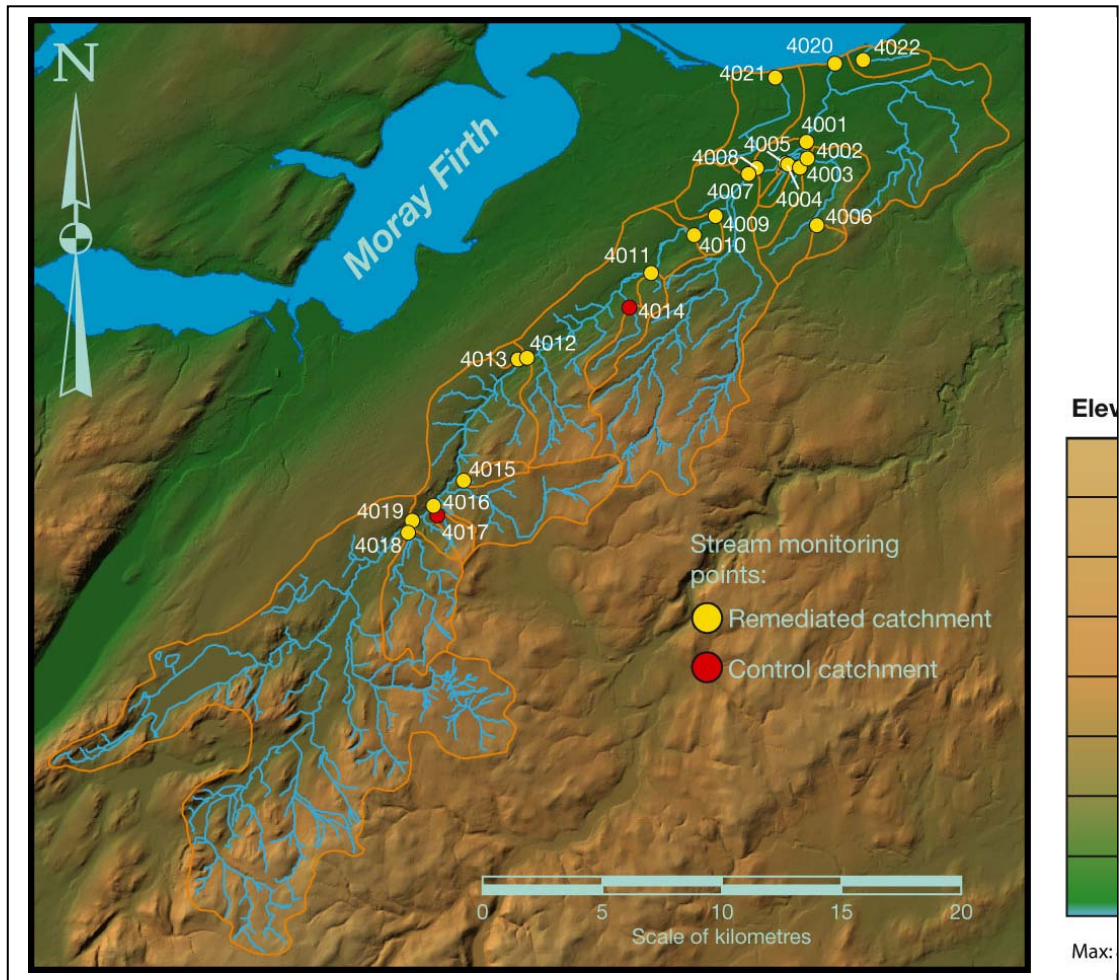 N
Moray Firth
4020
4022
4021
4001
4005
4002
4008
4003
4007
4004
4006
4009
4010
4011
4014
4012
4013
4015
4016
4019
4017
4018
Stream monitoring
points:
Remediated catchment
Control catchment
0 5 10 15 20
Scale of kilometres
Elev
Max: